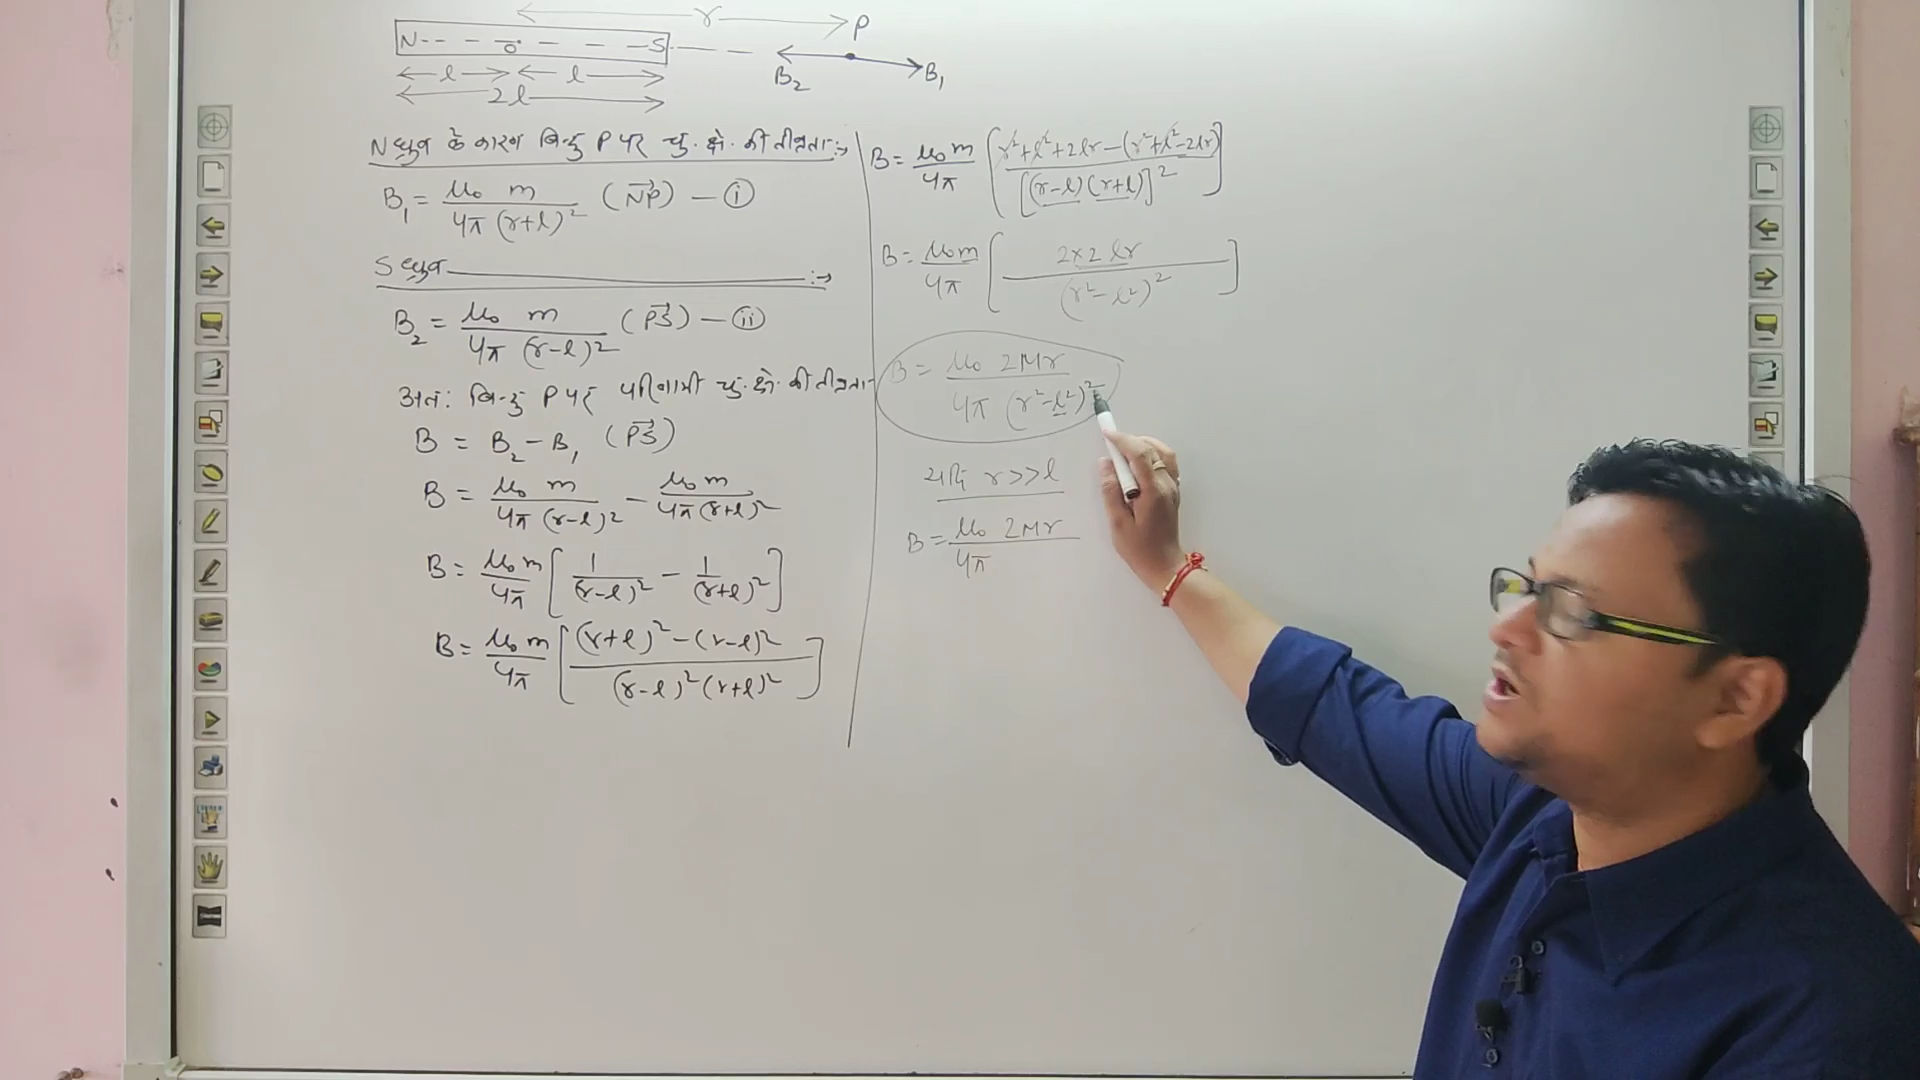 r
P
N - - - o - - - S - - -
B₂ B₁
l l
2l
N ध्रुव के कारण बिन्दु P पर चु. क्षे. की तीव्रता :→
B₁ = μ₀ m / 4π (r+l)² (N͞P→) — (i)
S ध्रुव ———— :→
B₂ = μ₀ m / 4π (r-l)² (PS→) — (ii)
अतः बिन्दु P पर परिणामी चु. क्षे. की तीव्रता -
B = B₂ - B₁ (PS→)
B = μ₀ m / 4π (r-l)² - μ₀ m / 4π (r+l)²
B = μ₀ m / 4π [ 1 / (r-l)² - 1 / (r+l)² ]
B = μ₀ m / 4π [ (r+l)² - (r-l)² / (r-l)² (r+l)² ]
B = μ₀ m / 4π [ r² + l² + 2lr - (r² + l² - 2lr) / [(r-l)(r+l)]² ]
B = μ₀ m / 4π [ 2×2 lr / (r² - l²)² ]
B = μ₀ 2Mr / 4π (r² - l²)²
यदि r >> l
B = μ₀ 2Mr / 4π